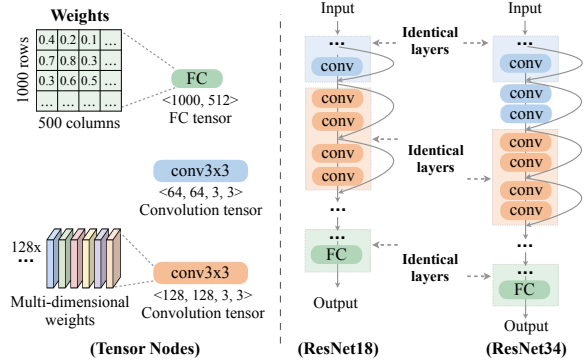 Weights
1000 rows
0.4 0.2 0.1 ...
0.7 0.8 0.3 ...
0.3 0.6 0.5 ...
... ... ... ...
500 columns
FC
<1000, 512>
FC tensor
conv3x3
<64, 64, 3, 3>
Convolution tensor
128x
...
Multi-dimensional
weights
conv3x3
<128, 128, 3, 3>
Convolution tensor
(Tensor Nodes)
Input
...
conv
conv
conv
conv
conv
...
...
FC
Output
(ResNet18)
Identical
layers
Identical
layers
Identical
layers
Input
...
conv
conv
conv
conv
conv
conv
conv
...
...
FC
Output
(ResNet34)